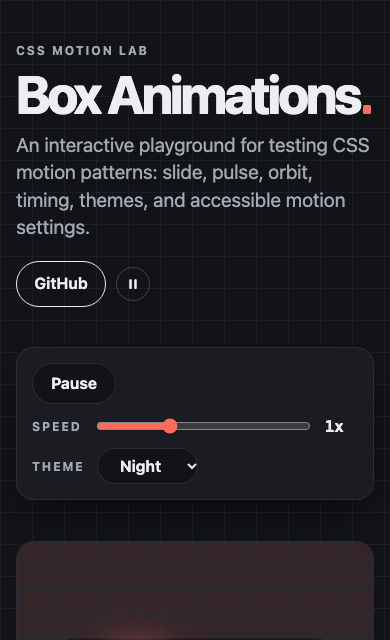 CSS MOTION LAB
Box Animations.
An interactive playground for testing CSS
motion patterns: slide, pulse, orbit,
timing, themes, and accessible motion
settings.
GitHub
Pause
SPEED 1x
THEME Night